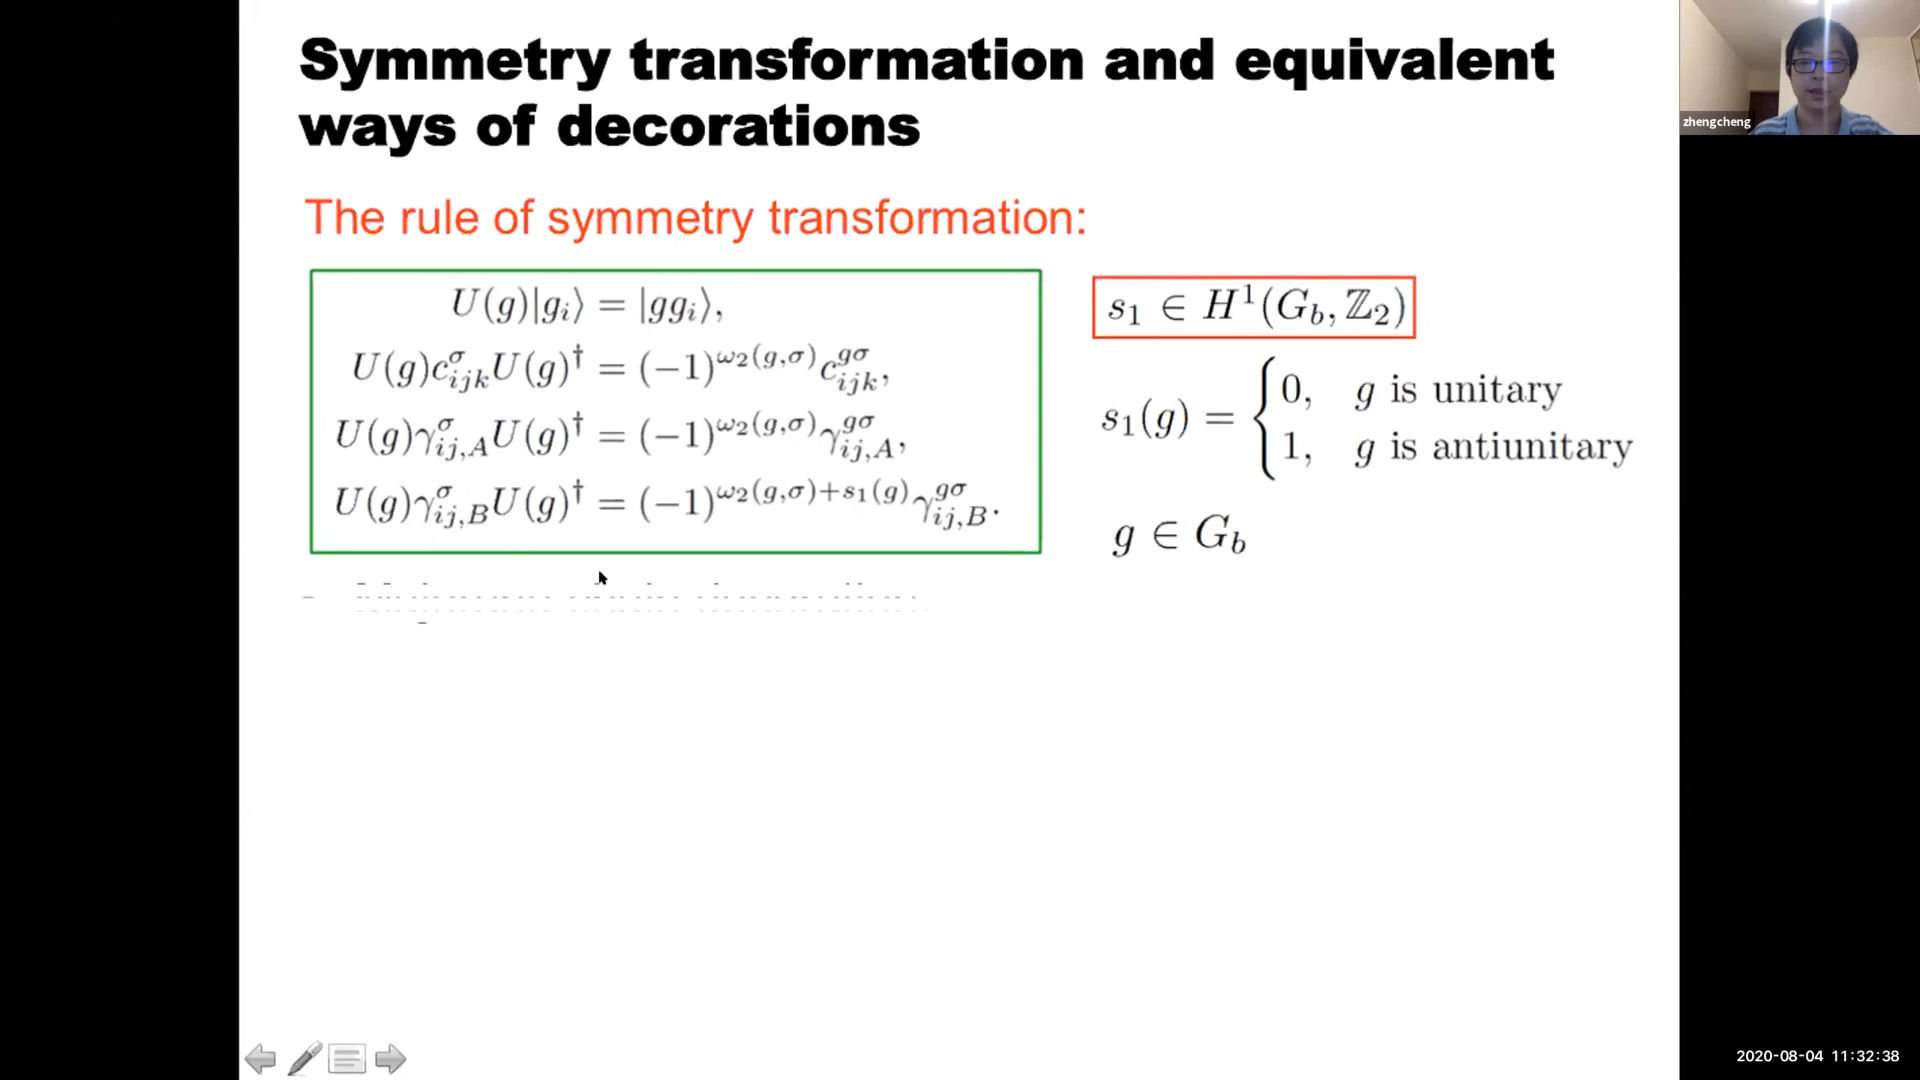 Symmetry transformation and equivalent
ways of decorations
The rule of symmetry transformation:
U(g)|g_i⟩ = |gg_i⟩,
U(g)c^σ_{ijk}U(g)^† = (−1)^{ω_2(g,σ)} c^{gσ}_{ijk},
U(g)γ^σ_{ij,A}U(g)^† = (−1)^{ω_2(g,σ)} γ^{gσ}_{ij,A},
U(g)γ^σ_{ij,B}U(g)^† = (−1)^{ω_2(g,σ)+s_1(g)} γ^{gσ}_{ij,B}.
s_1 ∈ H^1(G_b, ℤ_2)
s_1(g) = { 0, g is unitary
1, g is antiunitary
g ∈ G_b
zhengcheng
2020-08-04 11:32:38